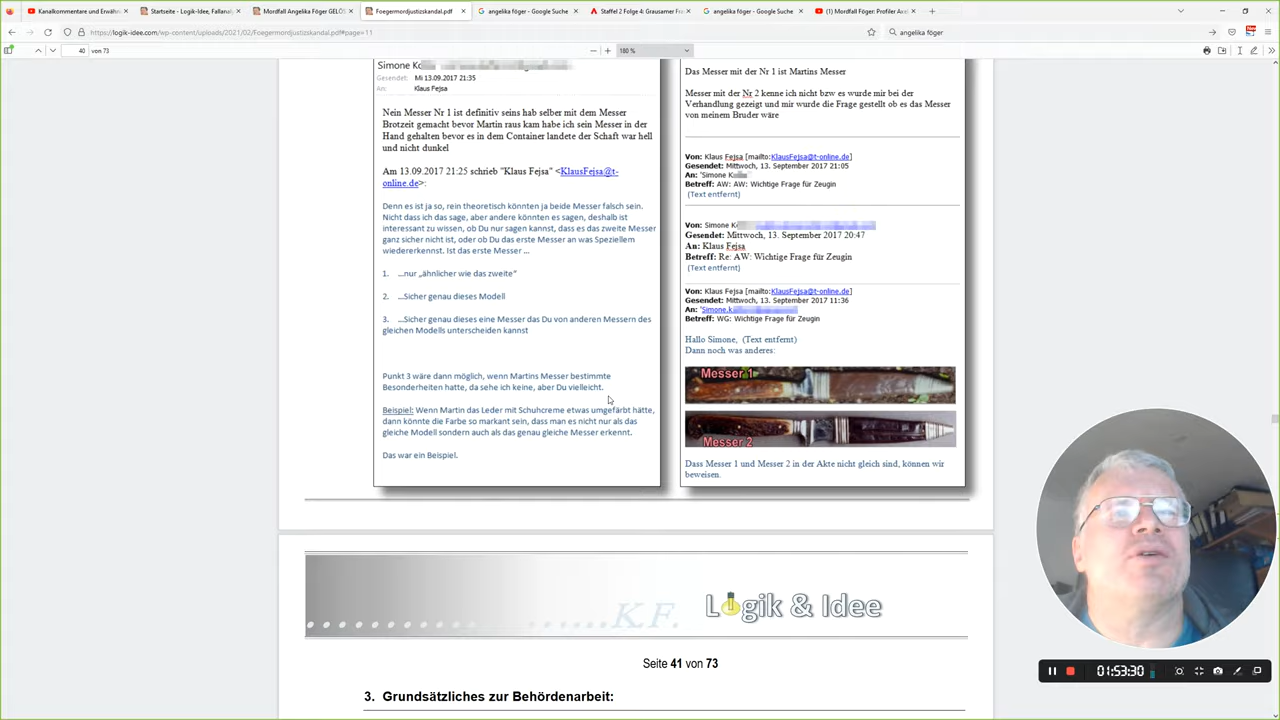 Kanalkommentare und Erwähn
Startseite - Logik-Idee, Fallanaly
Mordfall Angelika Föger GELÖS
Foegermordjustizskandal.pdf
angelika föger - Google Suche
Staffel 2 Folge 4: Grausamer Fra
angelika föger - Google Suche
(1) Mordfall Föger: Profiler Axel
https://logik-idee.com/wp-content/uploads/2021/02/Foegermordjustizskandal.pdf#page=11
angelika föger
40 von 73
180 %
Simone Ko
Gesendet: Mi 13.09.2017 21:35
An: Klaus Fejsa
Nein Messer Nr 1 ist definitiv seins hab selber mit dem Messer
Brotzeit gemacht bevor Martin raus kam habe ich sein Messer in der
Hand gehalten bevor es in dem Container landete der Schaft war hell
und nicht dunkel
Am 13.09.2017 21:25 schrieb "Klaus Fejsa" <KlausFejsa@t-
online.de>:
Denn es ist ja so, rein theoretisch könnten ja beide Messer falsch sein.
Nicht dass ich das sage, aber andere könnten es sagen, deshalb ist
interessant zu wissen, ob Du nur sagen kannst, dass es das zweite Messer
ganz sicher nicht ist, oder ob Du das erste Messer an was Speziellem
wiedererkennst. Ist das erste Messer ...
1. ...nur „ähnlicher wie das zweite"
2. ...Sicher genau dieses Modell
3. ...Sicher genau dieses eine Messer das Du von anderen Messern des
gleichen Modells unterscheiden kannst
Punkt 3 wäre dann möglich, wenn Martins Messer bestimmte
Besonderheiten hatte, da sehe ich keine, aber Du vielleicht.
Beispiel: Wenn Martin das Leder mit Schuhcreme etwas umgefärbt hätte,
dann könnte die Farbe so markant sein, dass man es nicht nur als das
gleiche Modell sondern auch als das genau gleiche Messer erkennt.
Das war ein Beispiel.
Das Messer mit der Nr 1 ist Martins Messer
Messer mit der Nr 2 kenne ich nicht bzw es wurde mir bei der
Verhandlung gezeigt und mir wurde die Frage gestellt ob es das Messer
von meinem Bruder wäre
Von: Klaus Fejsa [mailto:KlausFejsa@t-online.de]
Gesendet: Mittwoch, 13. September 2017 21:05
An: 'Simone K
Betreff: AW: AW: Wichtige Frage für Zeugin
(Text entfernt)
Von: Simone K
Gesendet: Mittwoch, 13. September 2017 20:47
An: Klaus Fejsa
Betreff: Re: AW: Wichtige Frage für Zeugin
(Text entfernt)
Von: Klaus Fejsa [mailto:KlausFejsa@t-online.de]
Gesendet: Mittwoch, 13. September 2017 11:36
An: 'Simone.k
Betreff: WG: Wichtige Frage für Zeugin
Hallo Simone, (Text entfernt)
Dann noch was anderes:
Messer 1
Messer 2
Dass Messer 1 und Messer 2 in der Akte nicht gleich sind, können wir
beweisen.
......K.F. Logik & Idee
Seite 41 von 73
3. Grundsätzliches zur Behördenarbeit:
01:53:30